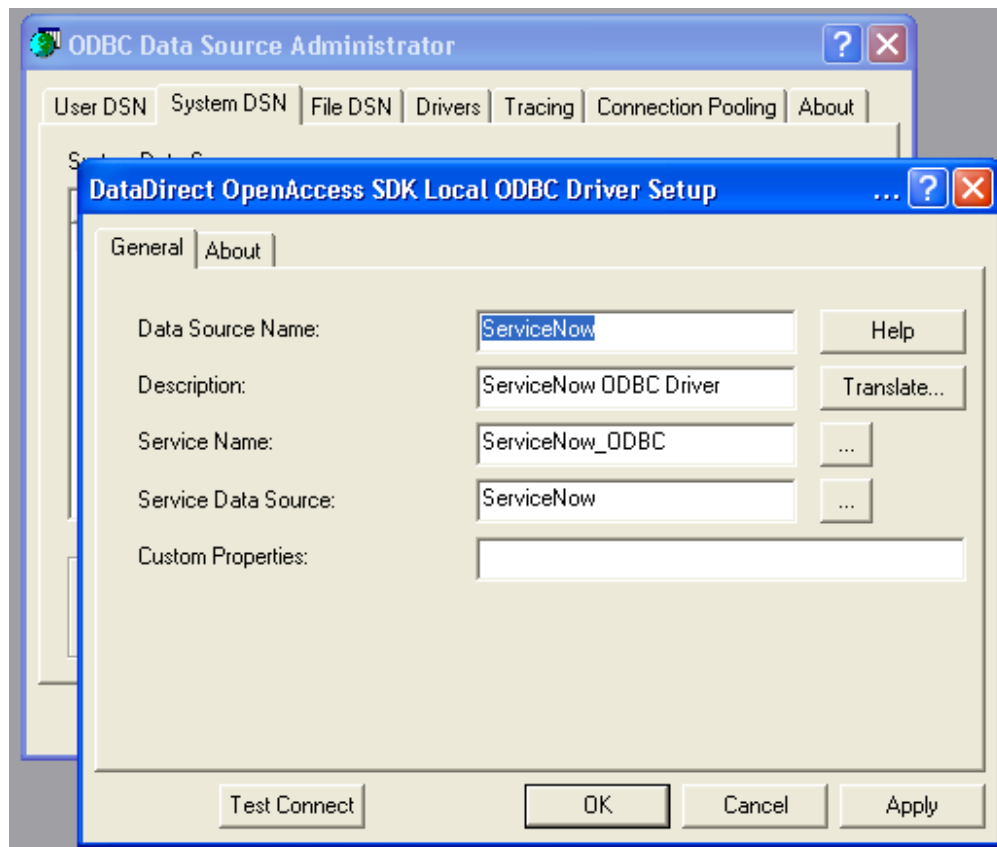 ODBC Data Source Administrator
User DSN System DSN File DSN Drivers Tracing Connection Pooling About
DataDirect OpenAccess SDK Local ODBC Driver Setup ...
General About
Data Source Name: ServiceNow Help
Description: ServiceNow ODBC Driver Translate...
Service Name: ServiceNow_ODBC ...
Service Data Source: ServiceNow ...
Custom Properties:
Test Connect OK Cancel Apply